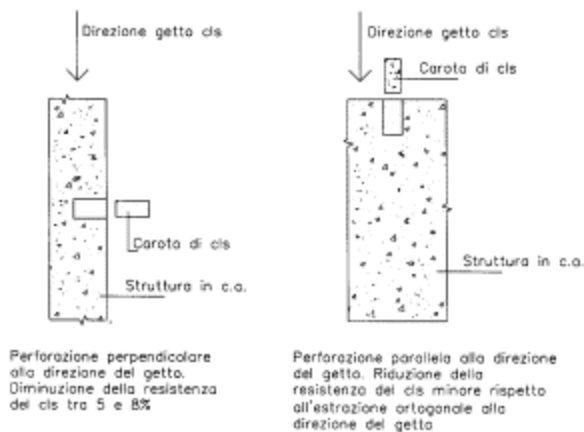 Direzione getto cls
Carota di cls
Struttura in c.a.
Perforazione perpendicolare
alla direzione del getto.
Diminuzione della resistenza
del cls tra 5 e 8%
Direzione getto cls
Carota di cls
Struttura in c.a.
Perforazione parallela alla direzione
del getto. Riduzione della
resistenza del cls minore rispetto
all'estrazione ortogonale alla
direzione del getto